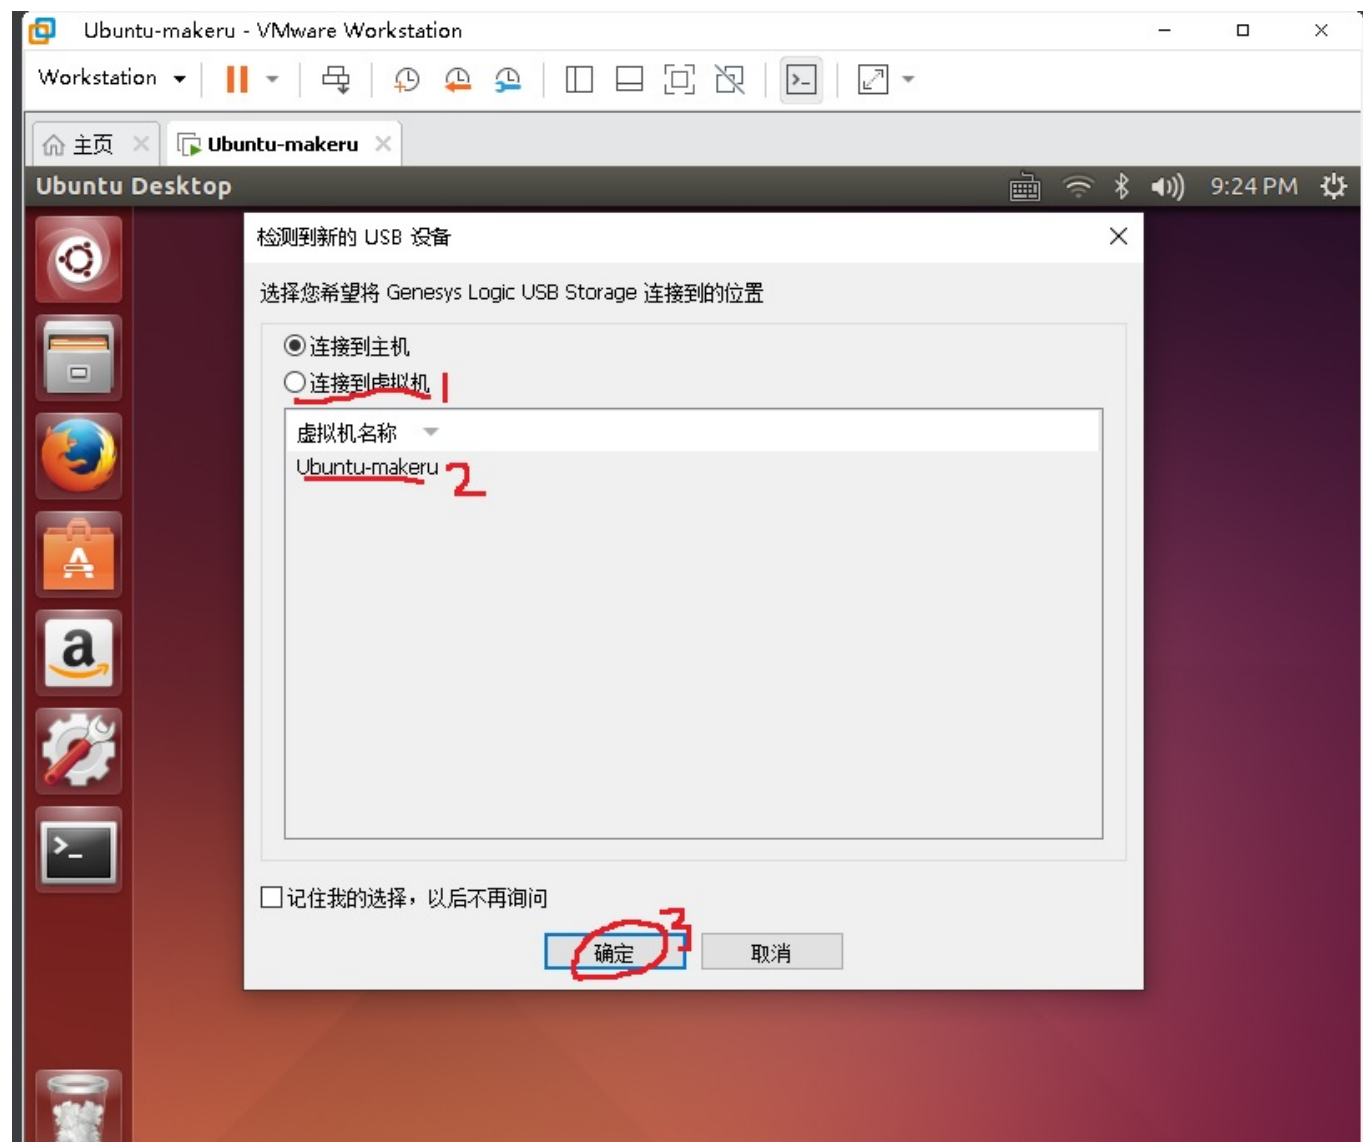 Ubuntu-makeru - VMware Workstation
Workstation
主页
Ubuntu-makeru
Ubuntu Desktop
9:24 PM
检测到新的 USB 设备
选择您希望将 Genesys Logic USB Storage 连接到的位置
连接到主机
连接到虚拟机 1
虚拟机名称
Ubuntu-makeru 2
记住我的选择，以后不再询问
确定 3 取消